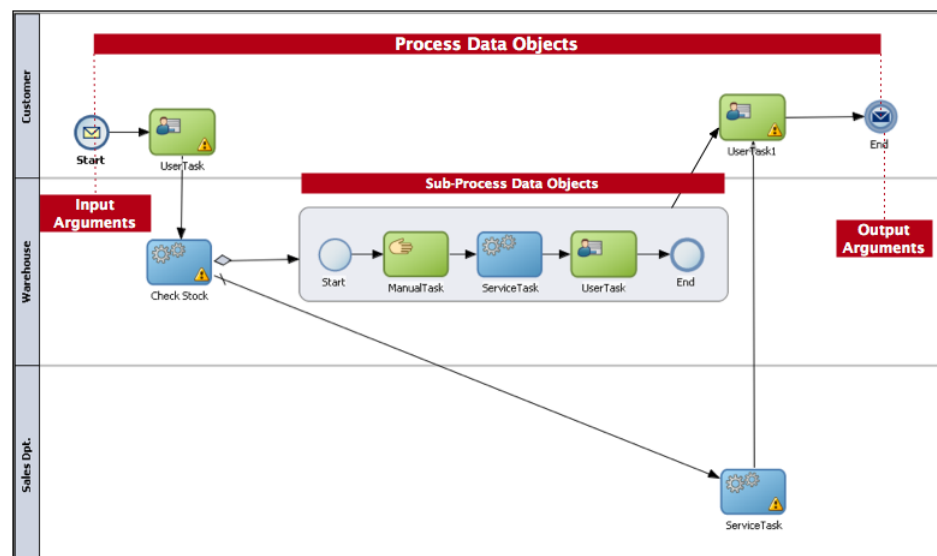 Process Data Objects
Customer
Start
UserTask
UserTask1
End
Input
Arguments
Sub-Process Data Objects
Output
Arguments
Warehouse
Check Stock
Start
ManualTask
ServiceTask
UserTask
End
Sales Dpt.
ServiceTask